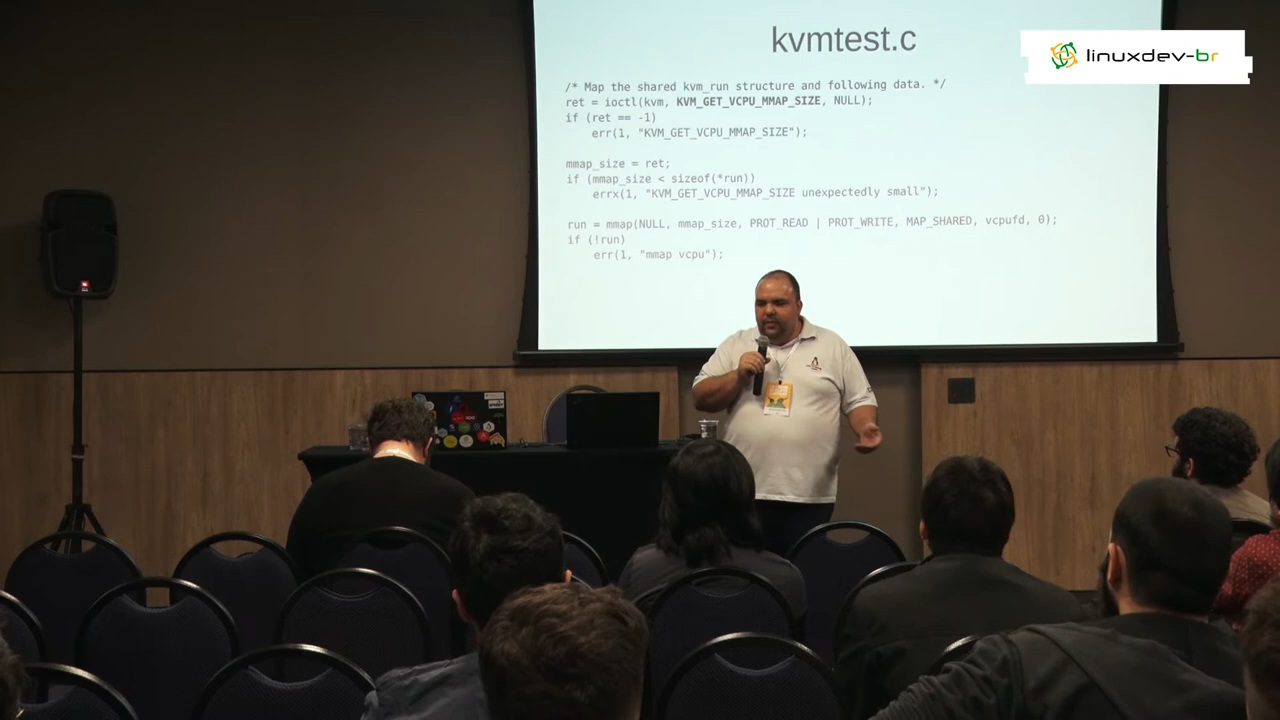 kvmtest.c
linuxdev-br
/* Map the shared kvm_run structure and following data. */
ret = ioctl(kvm, KVM_GET_VCPU_MMAP_SIZE, NULL);
if (ret == -1)
err(1, "KVM_GET_VCPU_MMAP_SIZE");
mmap_size = ret;
if (mmap_size < sizeof(*run))
errx(1, "KVM_GET_VCPU_MMAP_SIZE unexpectedly small");
run = mmap(NULL, mmap_size, PROT_READ | PROT_WRITE, MAP_SHARED, vcpufd, 0);
if (!run)
err(1, "mmap vcpu");